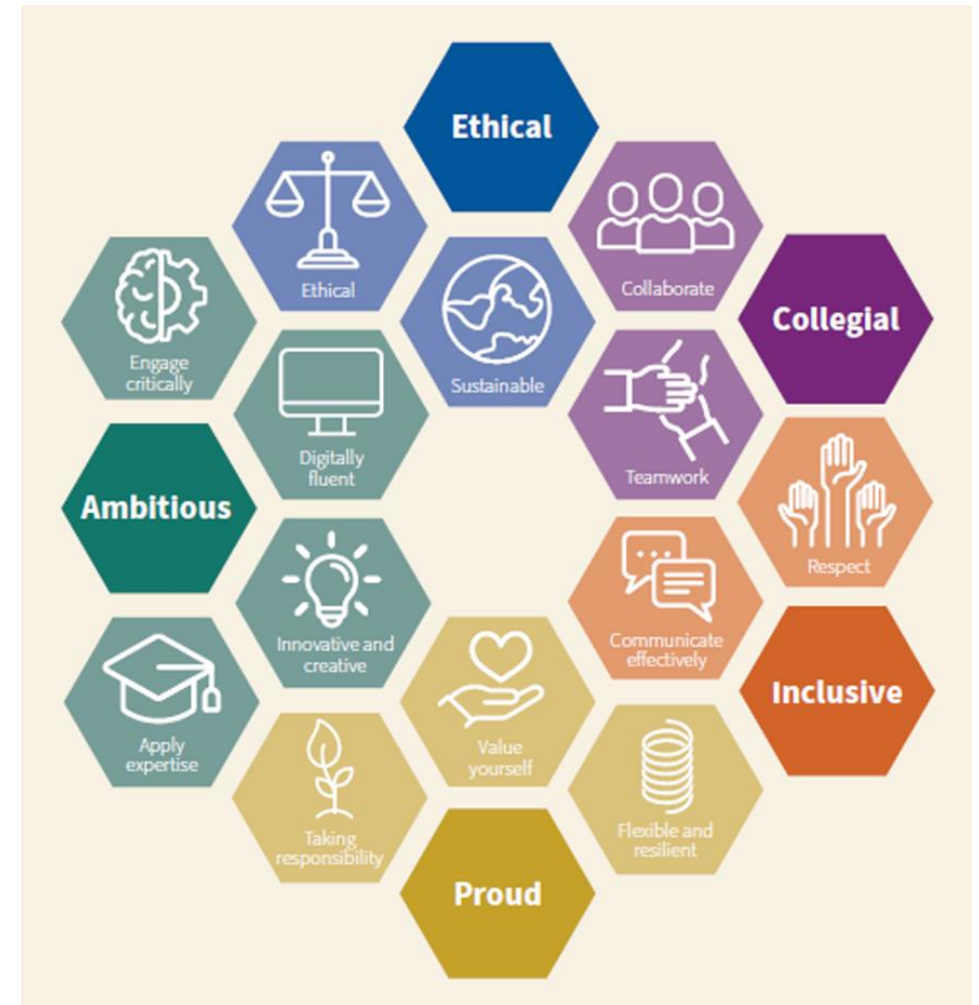 Ethical
Ethical
Collaborate
Collegial
Engage
critically
Sustainable
Digitally
fluent
Teamwork
Ambitious
Respect
Innovative and
creative
Communicate
effectively
Inclusive
Apply
expertise
Value
yourself
Taking
responsibility
Flexible and
resilient
Proud